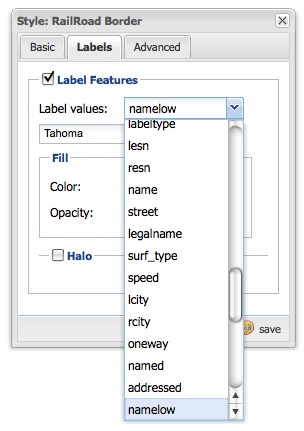 Style: RailRoad Border
Basic Labels Advanced
Label Features
Label values: namelow
Tahoma
Fill
Color:
Opacity:
Halo
labeltype
lesn
resn
name
street
legalname
surf_type
speed
lcity
rcity
oneway
named
addressed
namelow
save